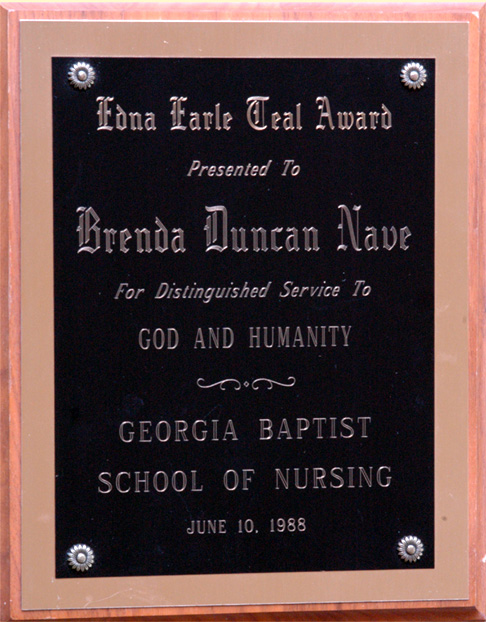 Edna Earle Teal Award
Presented To
Brenda Duncan Nave
For Distinguished Service To
GOD AND HUMANITY
GEORGIA BAPTIST
SCHOOL OF NURSING
JUNE 10, 1988